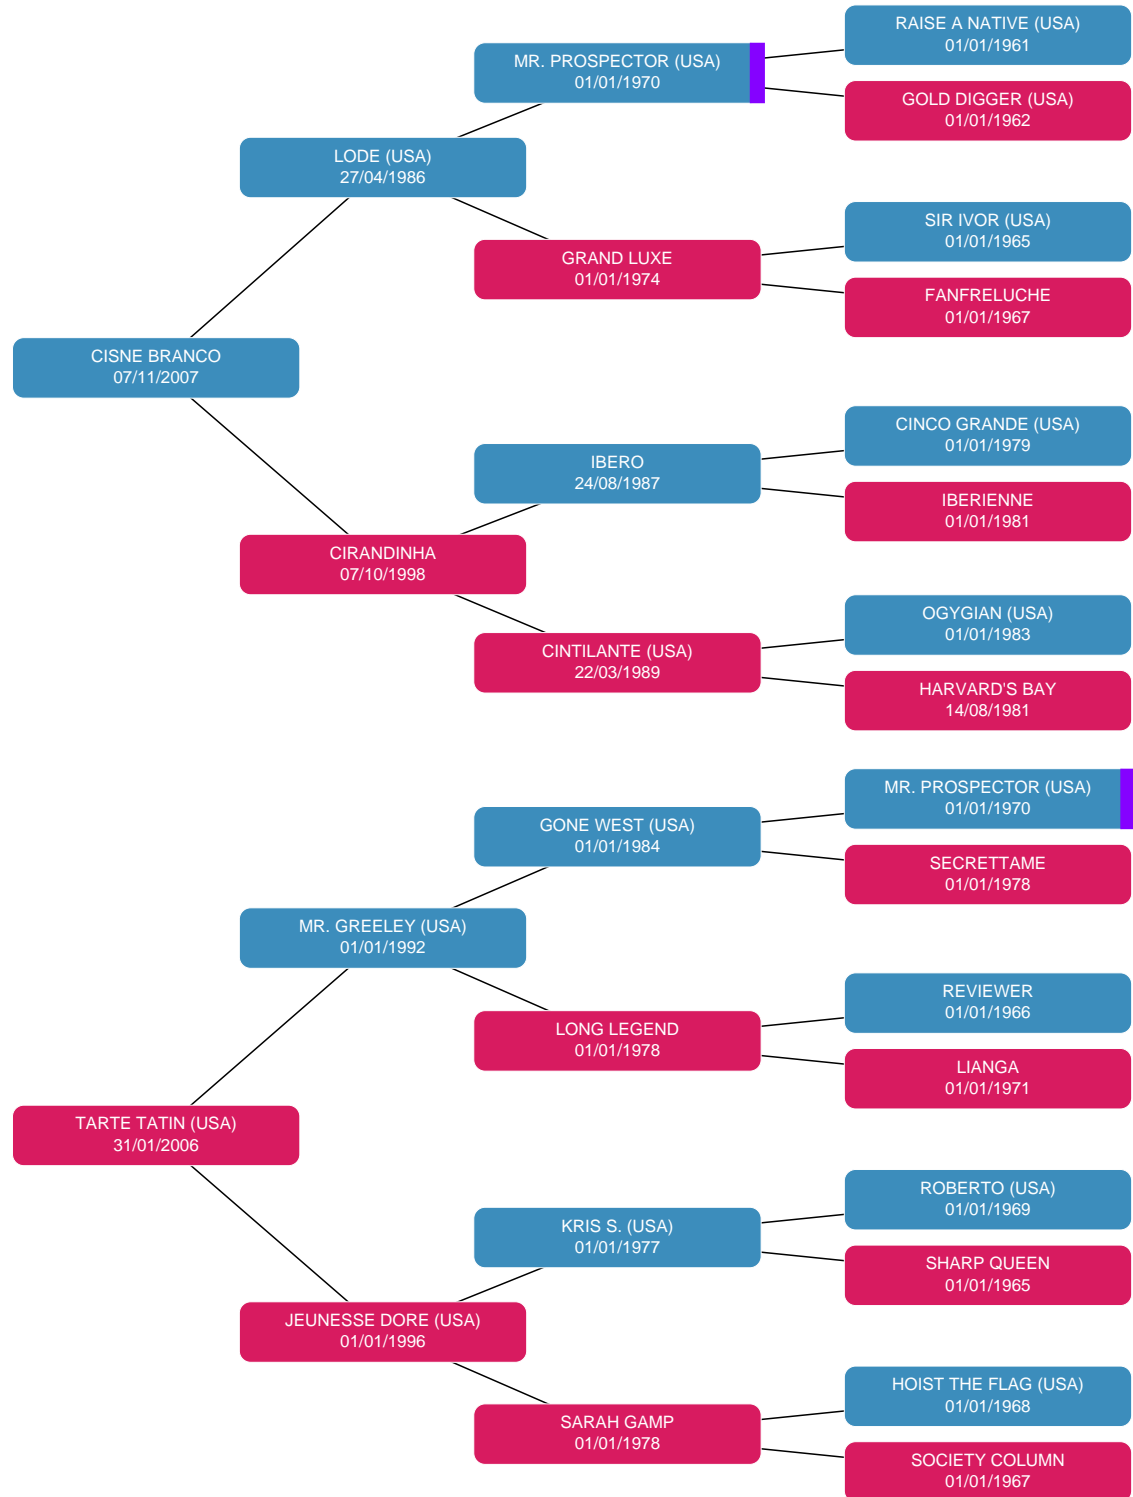 RAISE A NATIVE (USA)
01/01/1961
MR. PROSPECTOR (USA)
01/01/1970
GOLD DIGGER (USA)
01/01/1962
LODE (USA)
27/04/1986
SIR IVOR (USA)
01/01/1965
GRAND LUXE
01/01/1974
FANFRELUCHE
01/01/1967
CISNE BRANCO
07/11/2007
CINCO GRANDE (USA)
01/01/1979
IBERO
24/08/1987
IBERIENNE
01/01/1981
CIRANDINHA
07/10/1998
OGYGIAN (USA)
01/01/1983
CINTILANTE (USA)
22/03/1989
HARVARD'S BAY
14/08/1981
MR. PROSPECTOR (USA)
01/01/1970
GONE WEST (USA)
01/01/1984
SECRETTAME
01/01/1978
MR. GREELEY (USA)
01/01/1992
REVIEWER
01/01/1966
LONG LEGEND
01/01/1978
LIANGA
01/01/1971
TARTE TATIN (USA)
31/01/2006
ROBERTO (USA)
01/01/1969
KRIS S. (USA)
01/01/1977
SHARP QUEEN
01/01/1965
JEUNESSE DORE (USA)
01/01/1996
HOIST THE FLAG (USA)
01/01/1968
SARAH GAMP
01/01/1978
SOCIETY COLUMN
01/01/1967